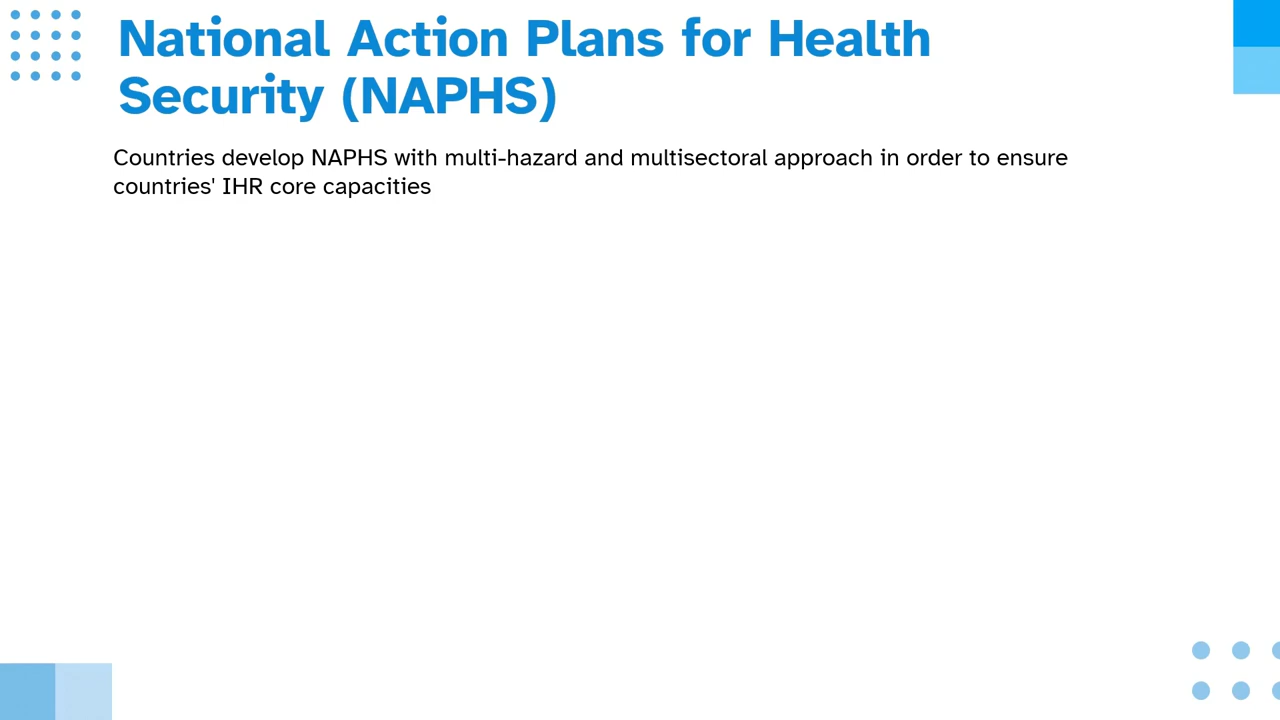 National Action Plans for Health
Security (NAPHS)
Countries develop NAPHS with multi-hazard and multisectoral approach in order to ensure
countries' IHR core capacities